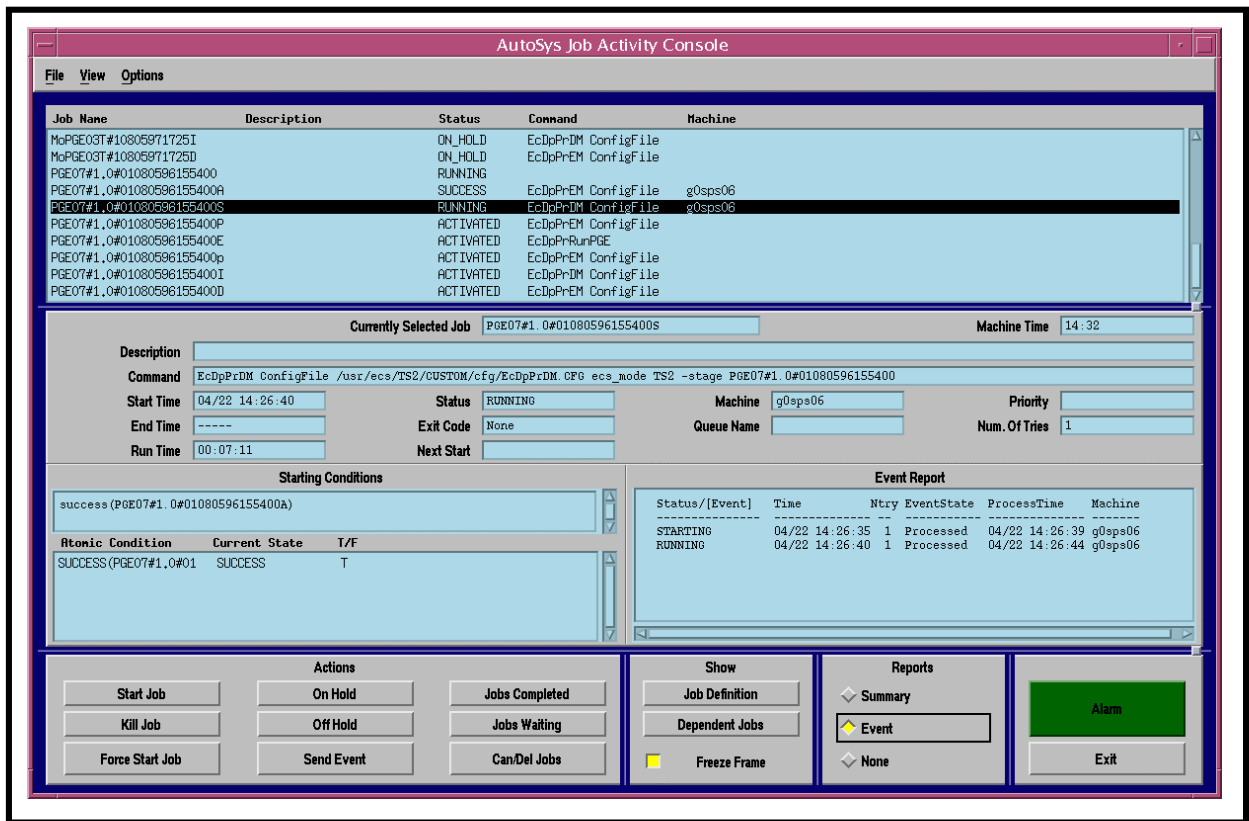 AutoSys Job Activity Console
File View Options
Job Name Description Status Command Machine
MoPGE03T#10805971725I ON_HOLD EcDpPrDM ConfigFile
MoPGE03T#10805971725D ON_HOLD EcDpPrEM ConfigFile
PGE07#1.0#01080596155400 RUNNING
PGE07#1.0#01080596155400A SUCCESS EcDpPrEM ConfigFile g0sps06
PGE07#1.0#01080596155400S RUNNING EcDpPrDM ConfigFile g0sps06
PGE07#1.0#01080596155400P ACTIVATED EcDpPrEM ConfigFile
PGE07#1.0#01080596155400E ACTIVATED EcDpPrRunPGE
PGE07#1.0#01080596155400p ACTIVATED EcDpPrEM ConfigFile
PGE07#1.0#01080596155400I ACTIVATED EcDpPrDM ConfigFile
PGE07#1.0#01080596155400D ACTIVATED EcDpPrEM ConfigFile
Currently Selected Job PGE07#1.0#01080596155400S Machine Time 14:32
Description
Command EcDpPrDM ConfigFile /usr/ecs/TS2/CUSTOM/cfg/EcDpPrDM.CFG ecs_mode TS2 -stage PGE07#1.0#01080596155400
Start Time 04/22 14:26:40 Status RUNNING Machine g0sps06 Priority
End Time ----- Exit Code None Queue Name Num. Of Tries 1
Run Time 00:07:11 Next Start
Starting Conditions
success(PGE07#1.0#01080596155400A)
Atomic Condition Current State T/F
SUCCESS(PGE07#1.0#01 SUCCESS T
Event Report
Status/[Event] Time Ntry EventState ProcessTime Machine
STARTING 04/22 14:26:35 1 Processed 04/22 14:26:39 g0sps06
RUNNING 04/22 14:26:40 1 Processed 04/22 14:26:44 g0sps06
Actions
Start Job On Hold Jobs Completed
Kill Job Off Hold Jobs Waiting
Force Start Job Send Event Can/Del Jobs
Show
Job Definition
Dependent Jobs
Freeze Frame
Reports
Summary
Event
None
Alarm
Exit